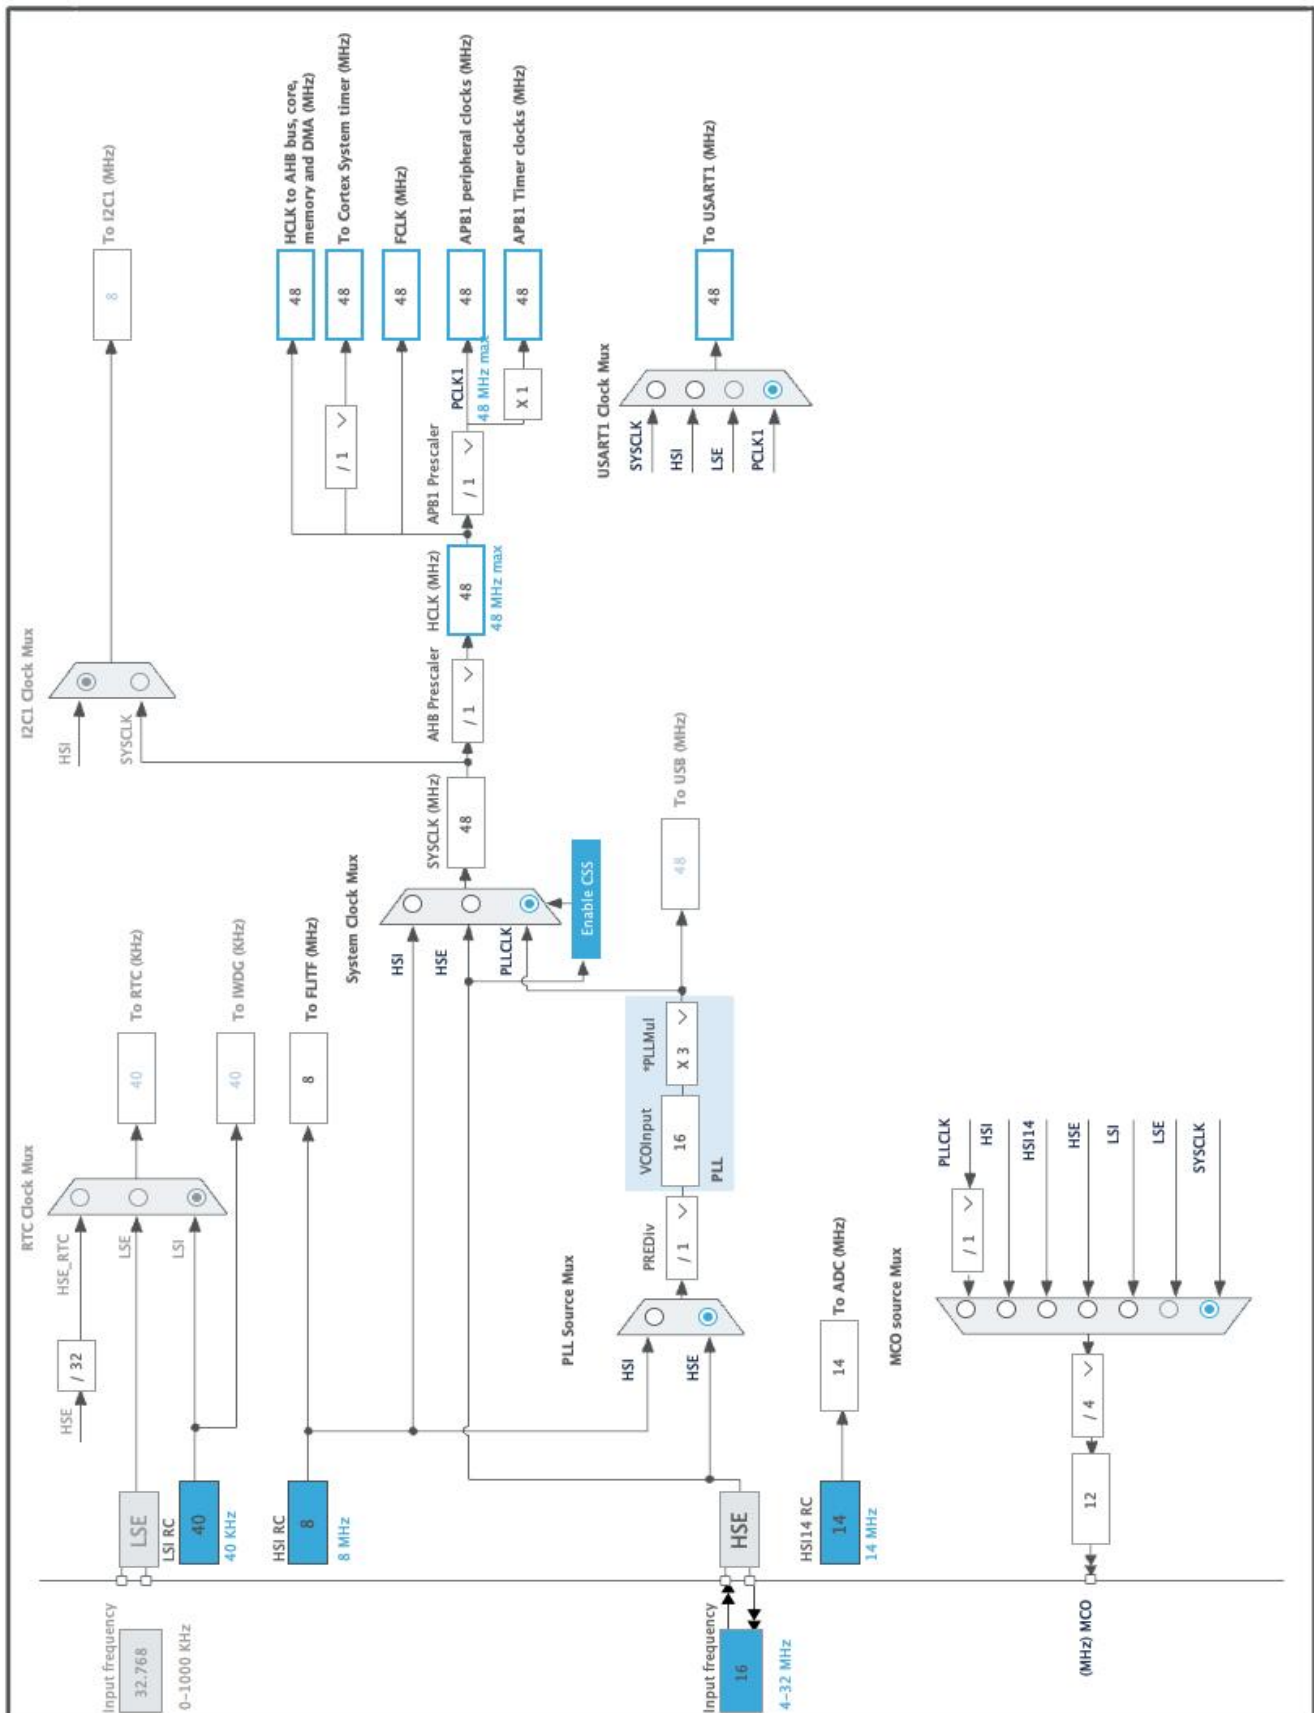 RTC Clock Mux
HSE
/ 32
HSE_RTC
LSE
LSI
40
To RTC (KHz)
40
To IWDG (KHz)
8
To FLITF (MHz)
Input frequency
32.768
0-1000 KHz
LSE
LSI RC
40
40 KHz
HSI RC
8
8 MHz
I2C1 Clock Mux
HSI
SYSCLK
8
To I2C1 (MHz)
System Clock Mux
HSI
HSE
PLLCLK
Enable CSS
SYSCLK (MHz)
48
AHB Prescaler
/ 1
HCLK (MHz)
48
48 MHz max
APB1 Prescaler
/ 1
PCLK1
48 MHz max
X 1
/ 1
48
HCLK to AHB bus, core,
memory and DMA (MHz)
48
To Cortex System timer (MHz)
48
FCLK (MHz)
48
APB1 peripheral clocks (MHz)
48
APB1 Timer clocks (MHz)
PLL Source Mux
HSI
HSE
PREDiv
/ 1
VCOInput
16
*PLLMul
X 3
PLL
48
To USB (MHz)
USART1 Clock Mux
SYSCLK
HSI
LSE
PCLK1
48
To USART1 (MHz)
Input frequency
16
4-32 MHz
HSE
HSI14 RC
14
14 MHz
14
To ADC (MHz)
MCO source Mux
PLLCLK
/ 1
HSI
HSI14
HSE
LSI
LSE
SYSCLK
/ 4
12
(MHz) MCO